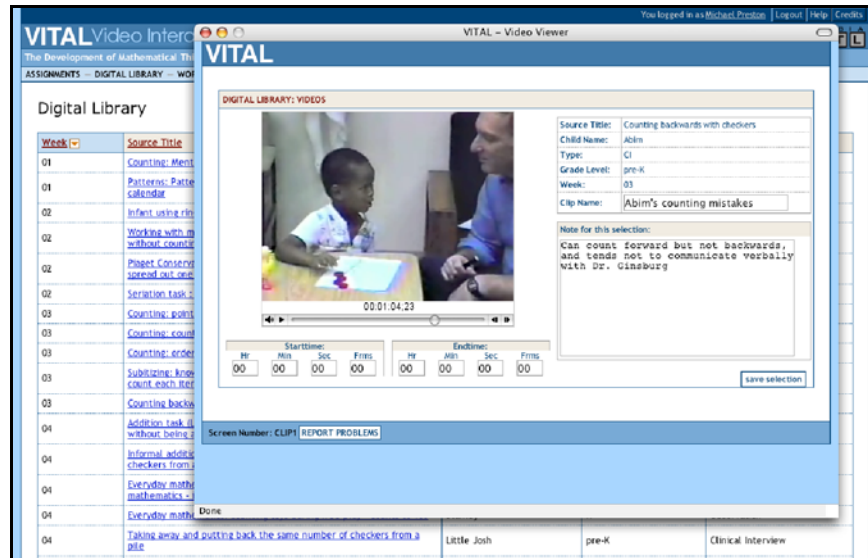 You logged in as Michael Preston | Logout | Help | Credits
VITAL Video Interac
The Development of Mathematical Thi
ASSIGNMENTS – DIGITAL LIBRARY – WOR
Digital Library
Week
Source Title
01
Counting: Ment
01
Patterns: Patte
calendar
02
Infant using rin
02
Working with m
without countin
02
Piaget Conserva
spread out one
02
Seriation task :
03
Counting: point
03
Counting: count
03
Counting: order
03
Subitizing: know
count each iter
03
Counting backw
04
Addition task (L
without being a
04
Informal additio
checkers from a
04
Everyday mathe
mathematics -
04
Everyday mathe
04
Taking away and putting back the same number of checkers from a
pile
Little Josh
pre-K
Clinical Interview
VITAL – Video Viewer
VITAL
DIGITAL LIBRARY: VIDEOS
00:01:04;23
Starttime:
Hr Min Sec Frms
00 00 00 00
Endtime:
Hr Min Sec Frms
00 00 00 00
Source Title: Counting backwards with checkers
Child Name: Abim
Type: CI
Grade Level: pre-K
Week: 03
Clip Name: Abim's counting mistakes
Note for this selection:
Can count forward but not backwards,
and tends not to communicate verbally
with Dr. Ginsburg
save selection
Screen Number: CLIP1 REPORT PROBLEMS
Done
T L